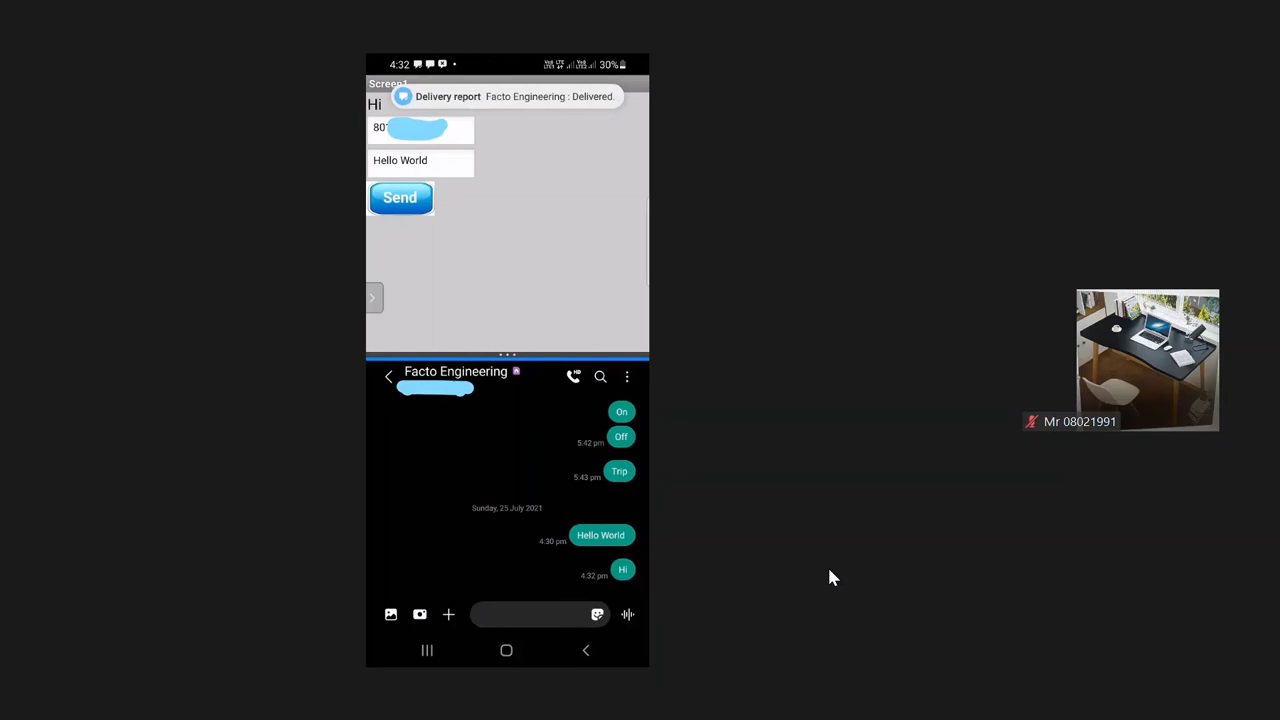 4:32
30%
Screen1
Delivery report Facto Engineering : Delivered.
Hi
80
Hello World
Send
Facto Engineering
HD
On
Off
5:42 pm
Trip
5:43 pm
Sunday, 25 July 2021
Hello World
4:30 pm
Hi
4:32 pm
Mr 08021991